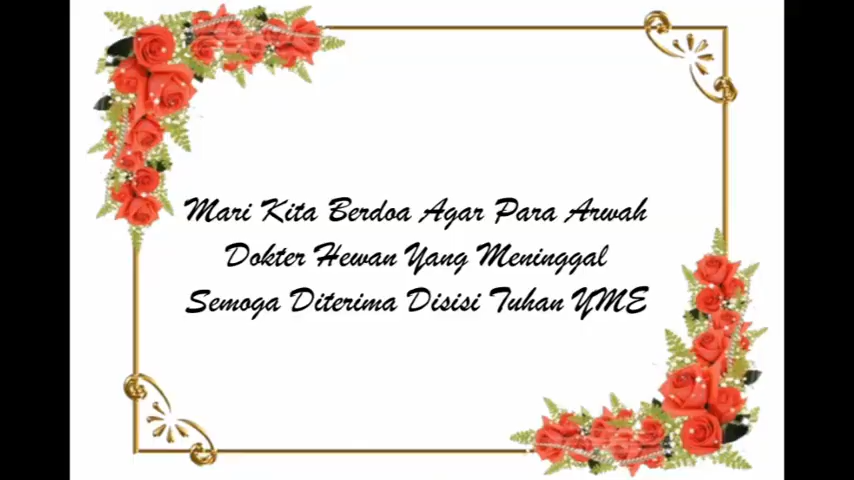 Mari Kita Berdoa Agar Para Arwah
Dokter Hewan Yang Meninggal
Semoga Diterima Disisi Tuhan YME